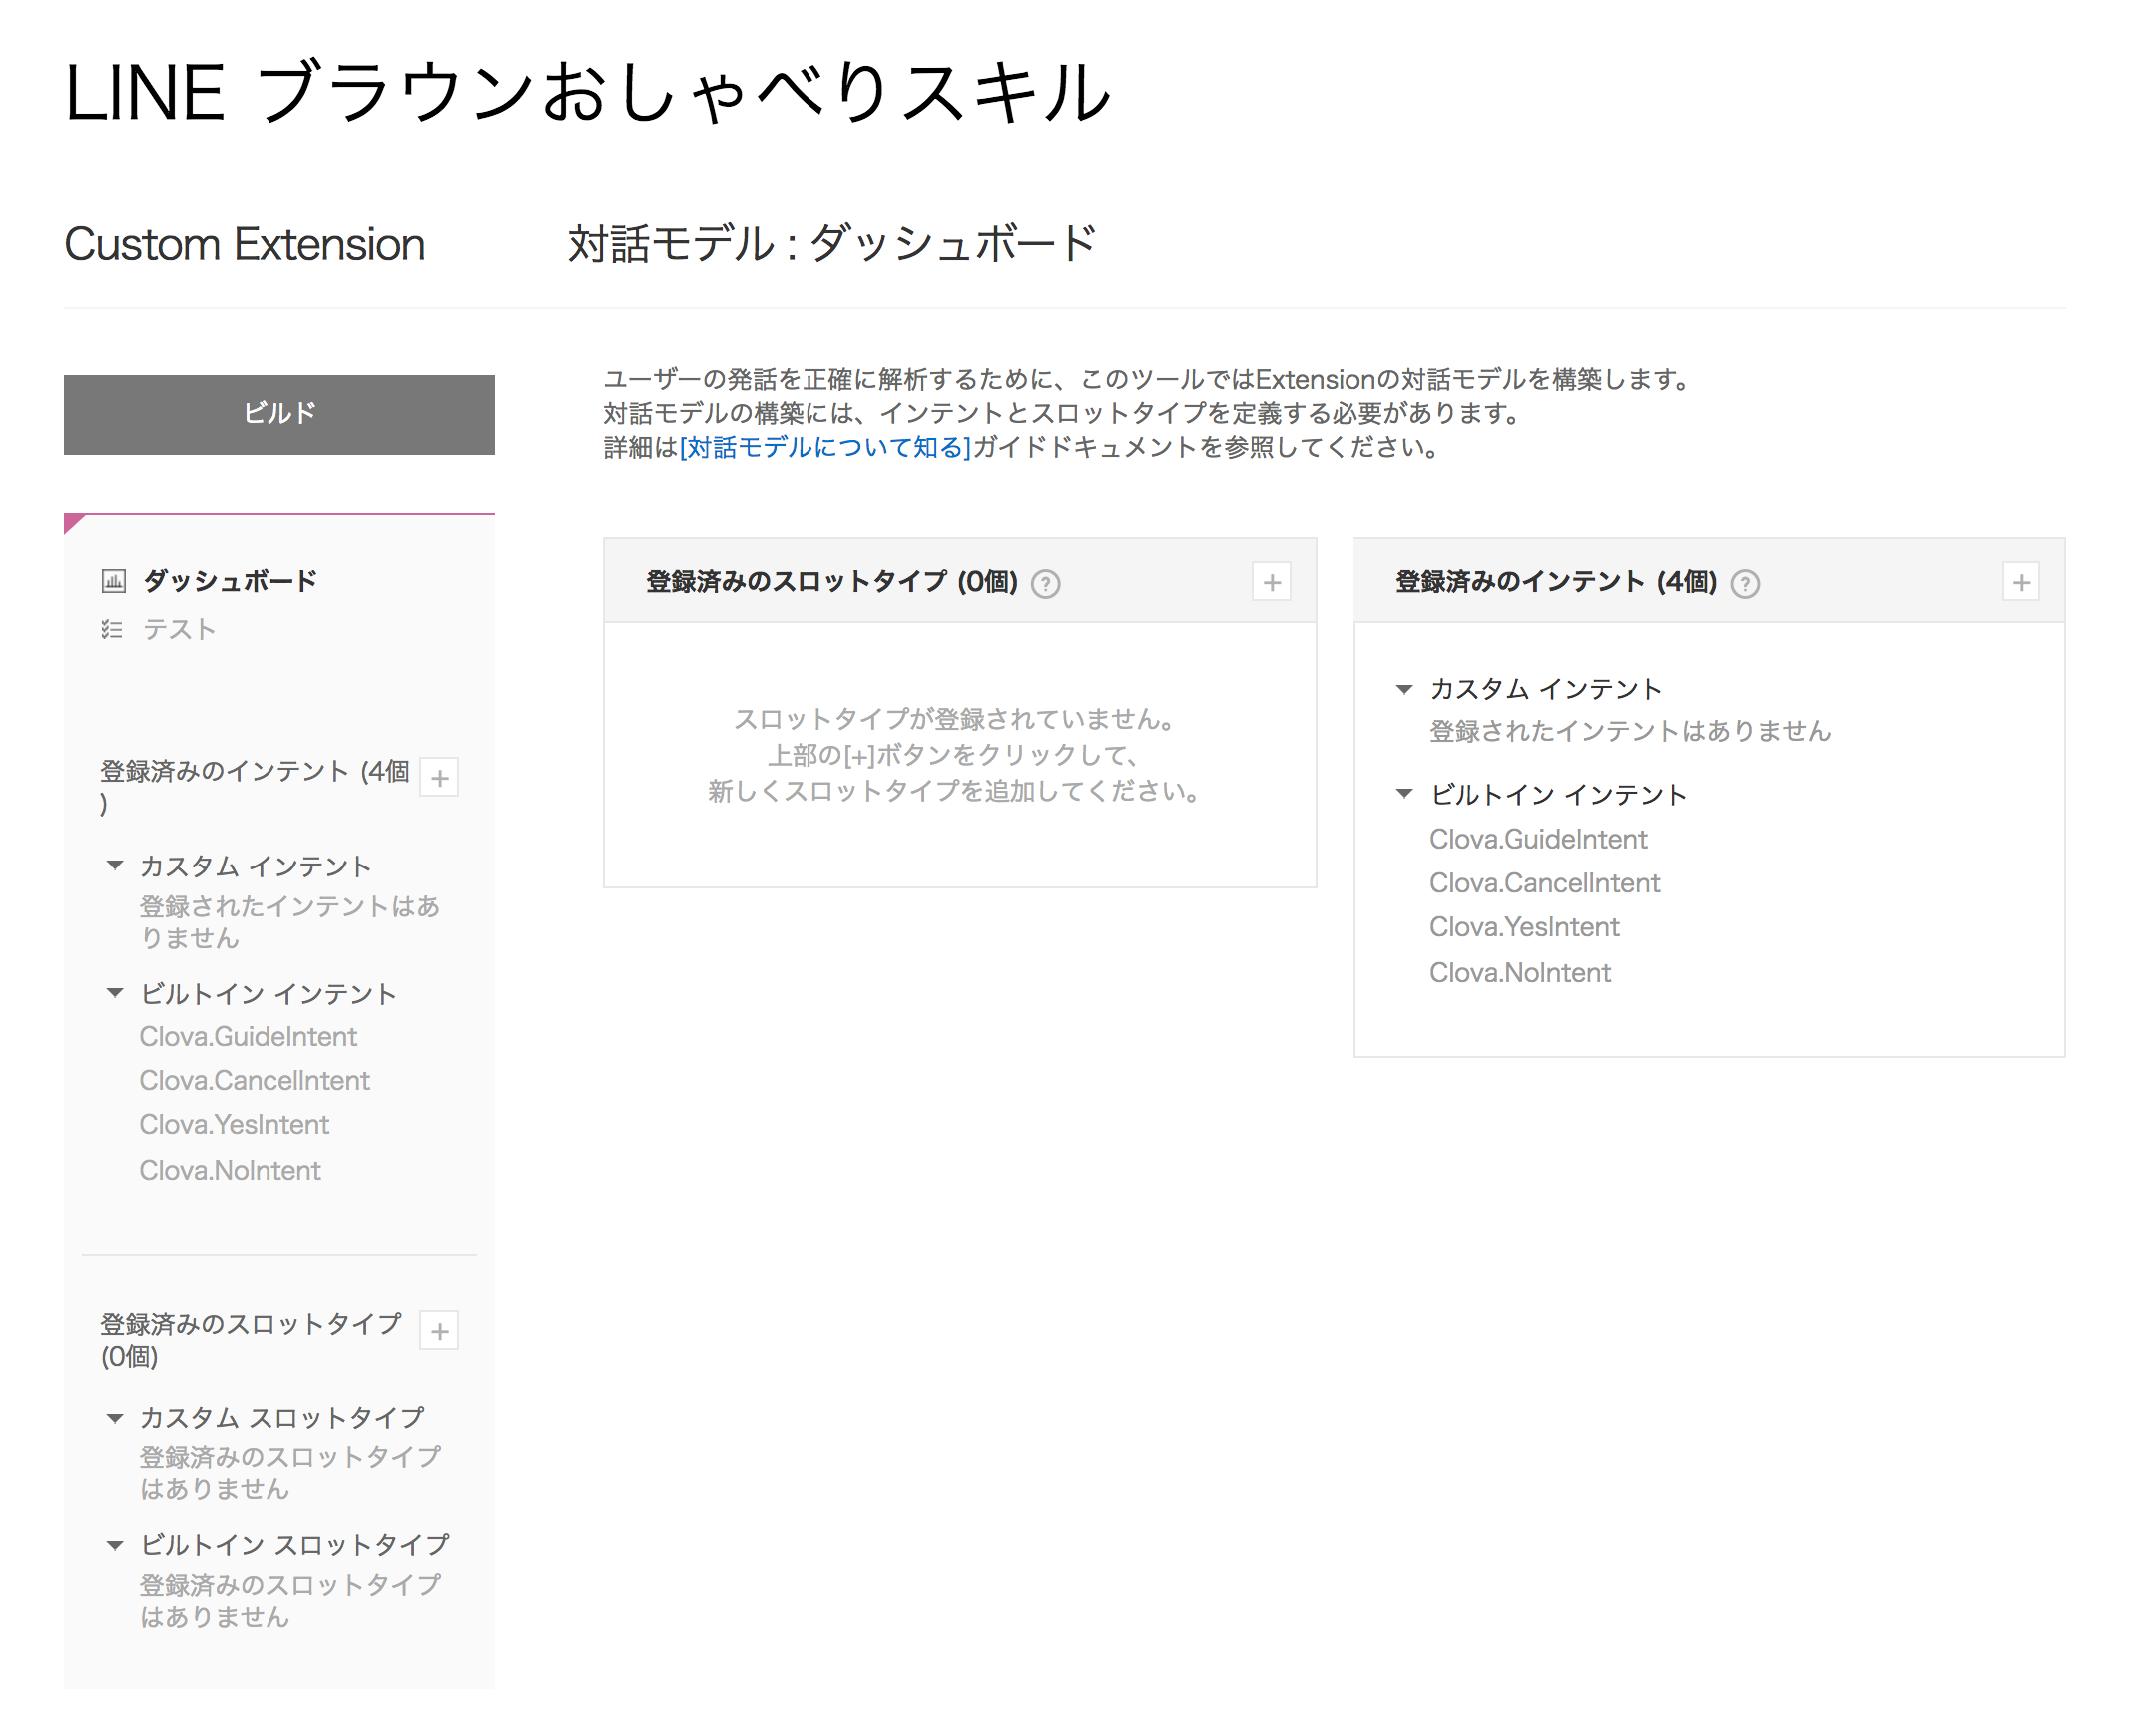 LINE ブラウンおしゃべりスキル
Custom Extension
対話モデル : ダッシュボード
ビルド
ダッシュボード
テスト
登録済みのインテント (4個
)
+
カスタム インテント
登録されたインテントはあ
りません
ビルトイン インテント
Clova.GuideIntent
Clova.CancelIntent
Clova.YesIntent
Clova.NoIntent
登録済みのスロットタイプ
(0個)
+
カスタム スロットタイプ
登録済みのスロットタイプ
はありません
ビルトイン スロットタイプ
登録済みのスロットタイプ
はありません
ユーザーの発話を正確に解析するために、このツールではExtensionの対話モデルを構築します。
対話モデルの構築には、インテントとスロットタイプを定義する必要があります。
詳細は[対話モデルについて知る]ガイドドキュメントを参照してください。
登録済みのスロットタイプ (0個) ? +
スロットタイプが登録されていません。
上部の[+]ボタンをクリックして、
新しくスロットタイプを追加してください。
登録済みのインテント (4個) ? +
カスタム インテント
登録されたインテントはありません
ビルトイン インテント
Clova.GuideIntent
Clova.CancelIntent
Clova.YesIntent
Clova.NoIntent